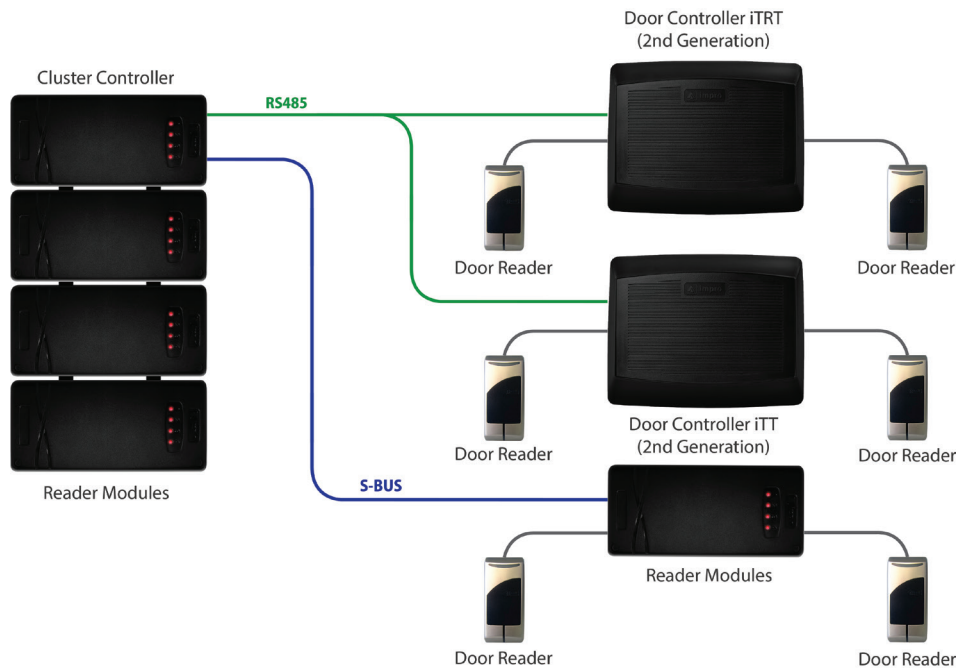 Door Controller iTRT
(2nd Generation)
Cluster Controller
RS485
Door Reader
Door Reader
Door Reader
Door Reader
Door Controller iTT
(2nd Generation)
Reader Modules
S-BUS
Reader Modules
Door Reader
Door Reader